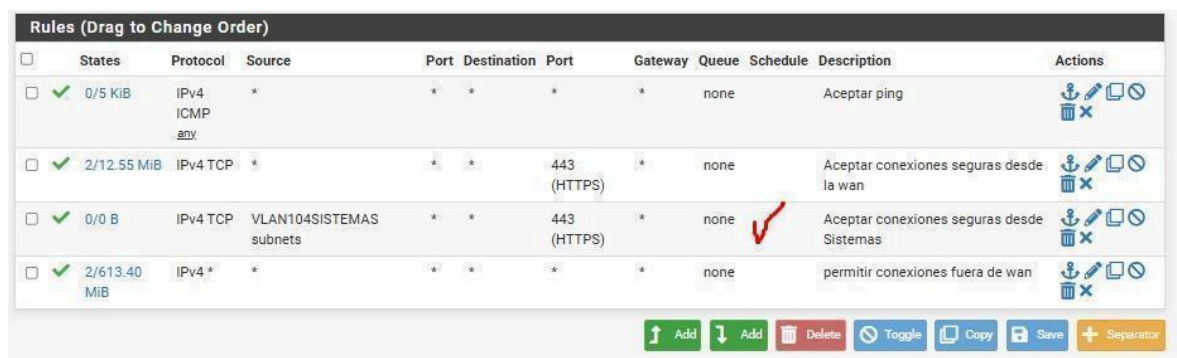 Rules (Drag to Change Order)
States Protocol Source Port Destination Port Gateway Queue Schedule Description Actions
0/5 KiB IPv4 ICMP any * * * * * none Aceptar ping
2/12.55 MiB IPv4 TCP * * * 443 (HTTPS) * none Aceptar conexiones seguras desde la wan
0/0 B IPv4 TCP VLAN104SISTEMAS subnets * * 443 (HTTPS) * none Aceptar conexiones seguras desde Sistemas
2/613.40 MiB IPv4 * * * * * * none permitir conexiones fuera de wan
Add Add Delete Toggle Copy Save Separator